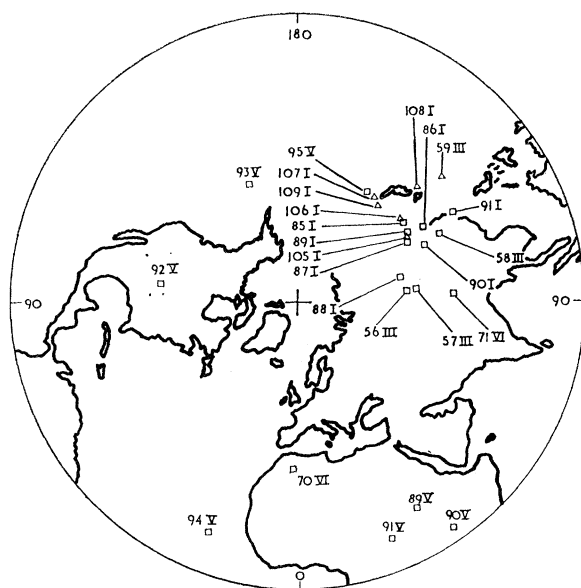 180
108 I
86 I
59 III
95 V
107 I
109 I
93 V
106 I
85 I
89 I
105 I
87 I
91 I
58 III
90 I
92 V
88 I
90
90
56 III
57 III
71 VI
70 VI
89 V
94 V
91 V
90 V
0